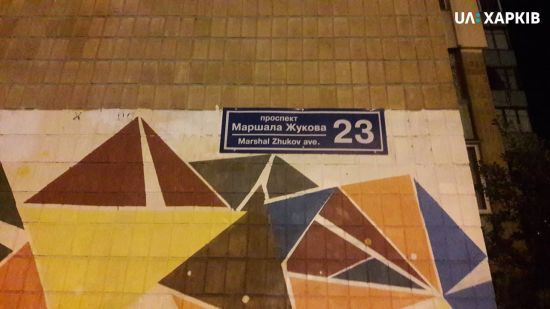 UA:ХАРКІВ
проспект
Маршала Жукова
Marshal Zhukov ave.
23